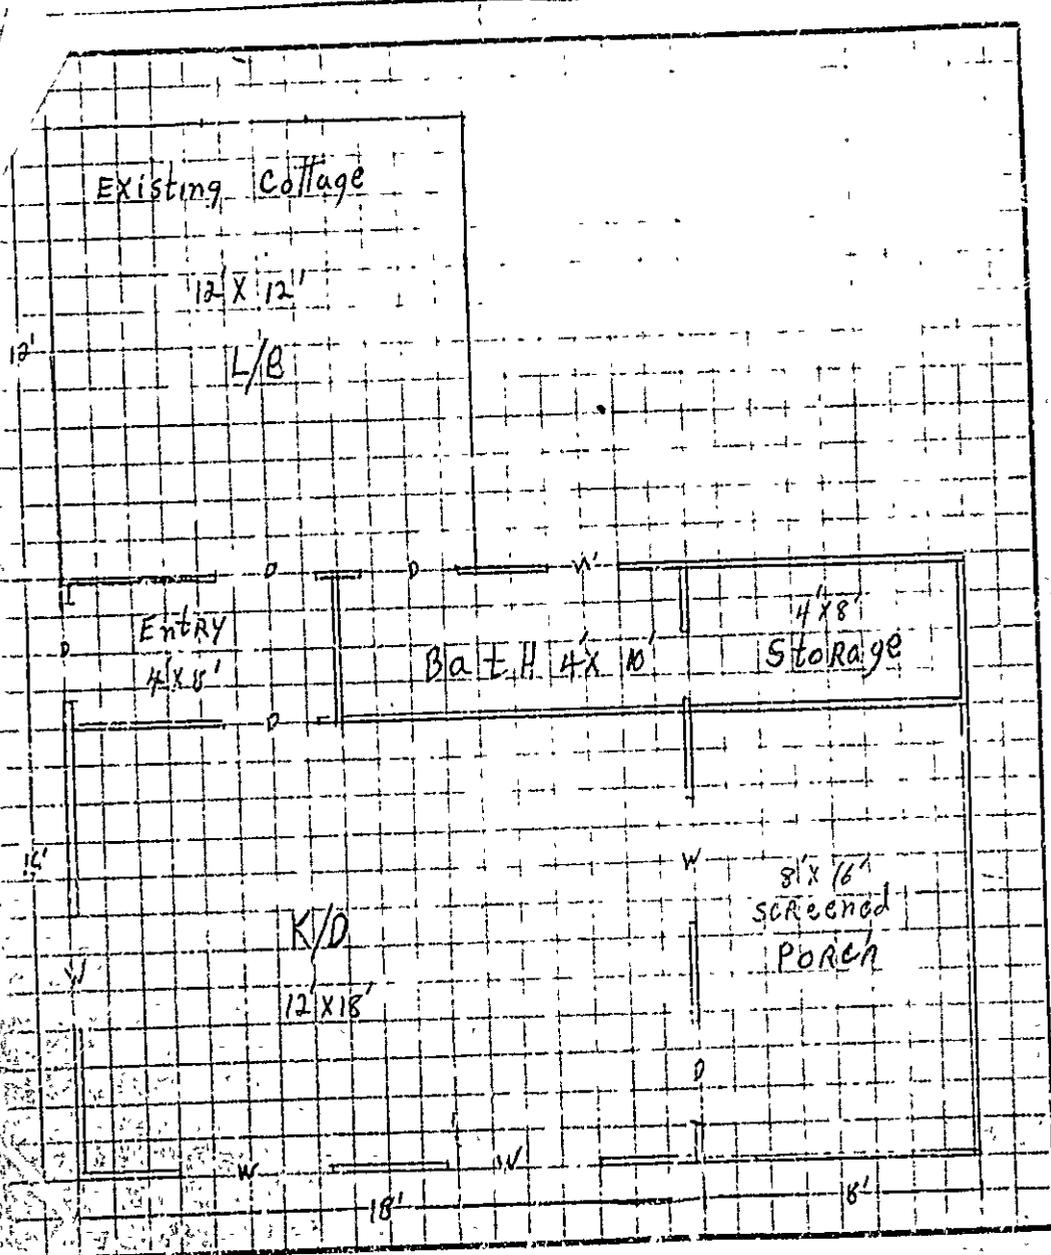 Existing Cottage
12' X 12'
L/B
12'
D
D
W
Entry
4' X 8'
D
Bath 4' X 10'
4' X 8'
Storage
D
W
8' X 16'
Screened
Porch
K/D
12' X 18'
W
D
W
W
18'
8'